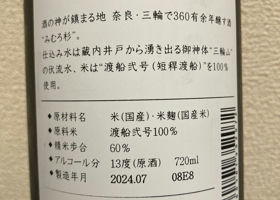 酒の神が鎮まる地 奈良・三輪で360有余年醸す酒
“みむろ杉”。
仕込み水は蔵内井戸から湧き出る御神体“三輪山”
の伏流水、米は“渡船弐号(短稈渡船)”を100%
使用。
◆原材料名 米(国産)・米麹(国産米)
◆原料米 渡船弐号100%
◆精米歩合 60%
◆アルコール分 13度(原酒) 720ml
◆製造年月 2024.07 08E8